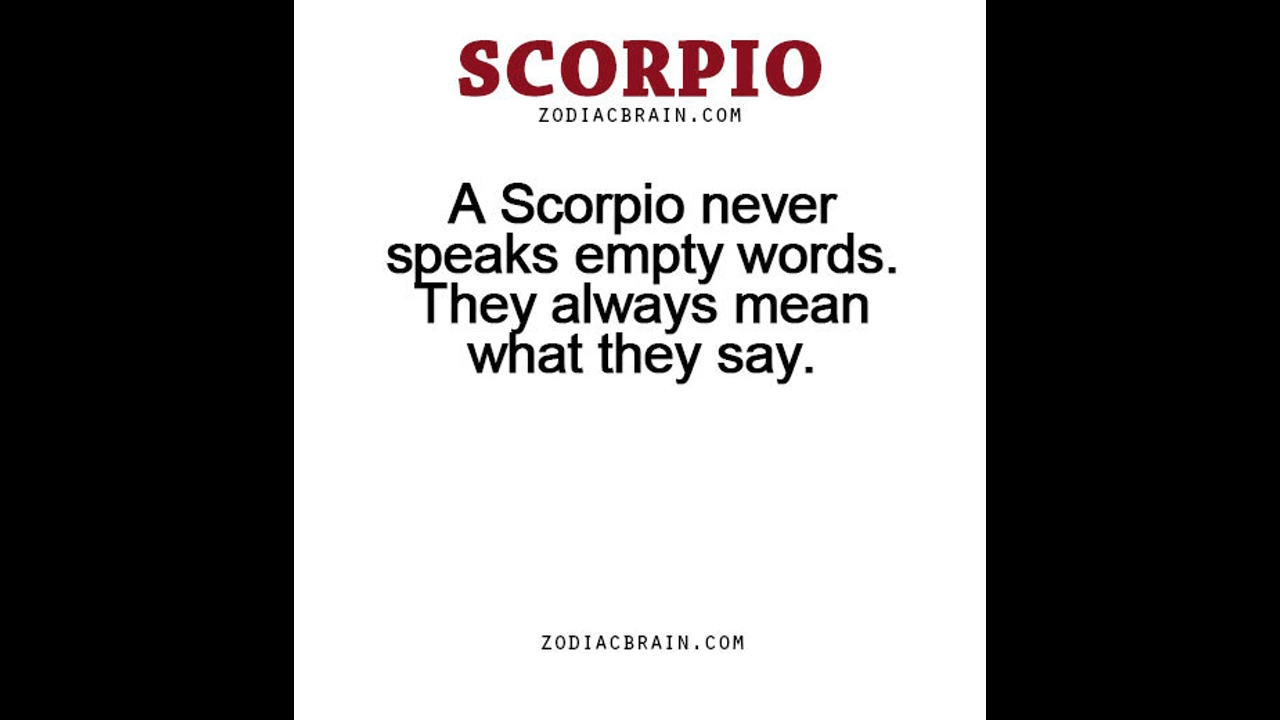 SCORPIO
ZODIACBRAIN.COM
A Scorpio never
speaks empty words.
They always mean
what they say.
ZODIACBRAIN.COM